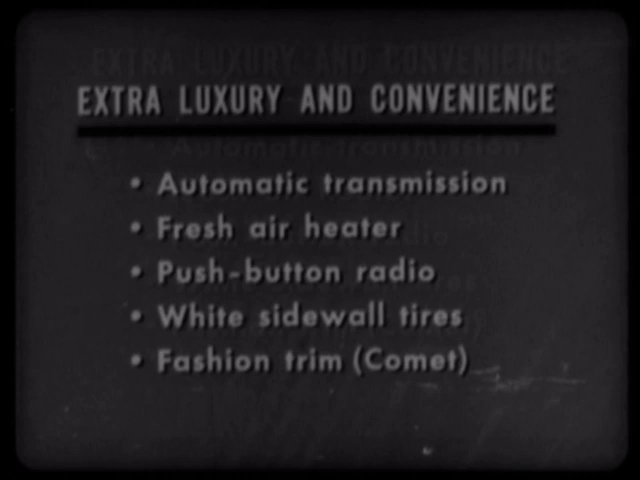 EXTRA LUXURY AND CONVENIENCE
• Automatic transmission
• Fresh air heater
• Push-button radio
• White sidewall tires
• Fashion trim (Comet)